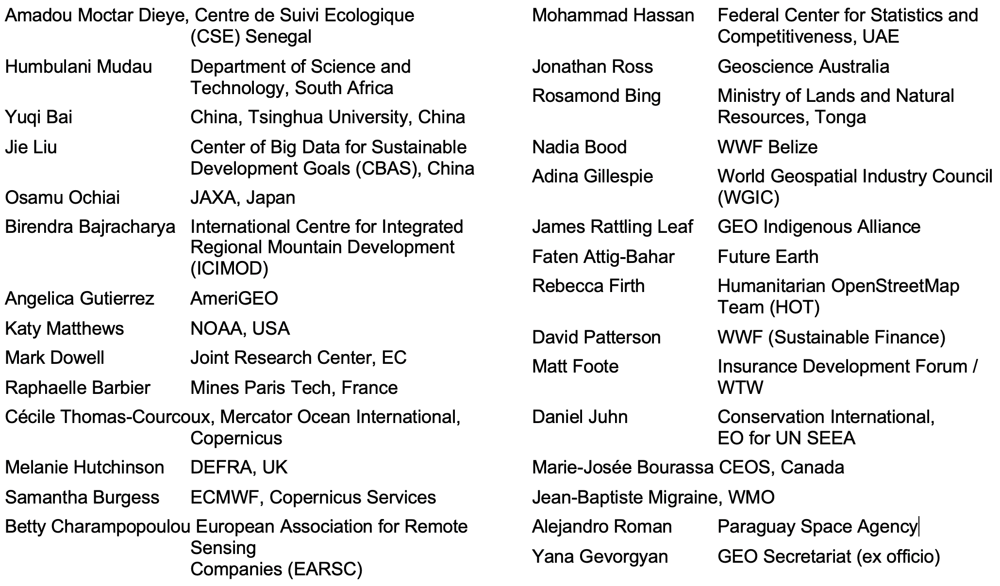 Amadou Moctar Dieye, Centre de Suivi Ecologique
(CSE) Senegal
Humbulani Mudau Department of Science and
Technology, South Africa
Yuqi Bai China, Tsinghua University, China
Jie Liu Center of Big Data for Sustainable
Development Goals (CBAS), China
Osamu Ochiai JAXA, Japan
Birendra Bajracharya International Centre for Integrated
Regional Mountain Development
(ICIMOD)
Angelica Gutierrez AmeriGEO
Katy Matthews NOAA, USA
Mark Dowell Joint Research Center, EC
Raphaelle Barbier Mines Paris Tech, France
Cécile Thomas-Courcoux, Mercator Ocean International,
Copernicus
Melanie Hutchinson DEFRA, UK
Samantha Burgess ECMWF, Copernicus Services
Betty Charampopoulou European Association for Remote
Sensing
Companies (EARSC)
Mohammad Hassan Federal Center for Statistics and
Competitiveness, UAE
Jonathan Ross Geoscience Australia
Rosamond Bing Ministry of Lands and Natural
Resources, Tonga
Nadia Bood WWF Belize
Adina Gillespie World Geospatial Industry Council
(WGIC)
James Rattling Leaf GEO Indigenous Alliance
Faten Attig-Bahar Future Earth
Rebecca Firth Humanitarian OpenStreetMap
Team (HOT)
David Patterson WWF (Sustainable Finance)
Matt Foote Insurance Development Forum /
WTW
Daniel Juhn Conservation International,
EO for UN SEEA
Marie-Josée Bourassa CEOS, Canada
Jean-Baptiste Migraine, WMO
Alejandro Roman Paraguay Space Agency
Yana Gevorgyan GEO Secretariat (ex officio)